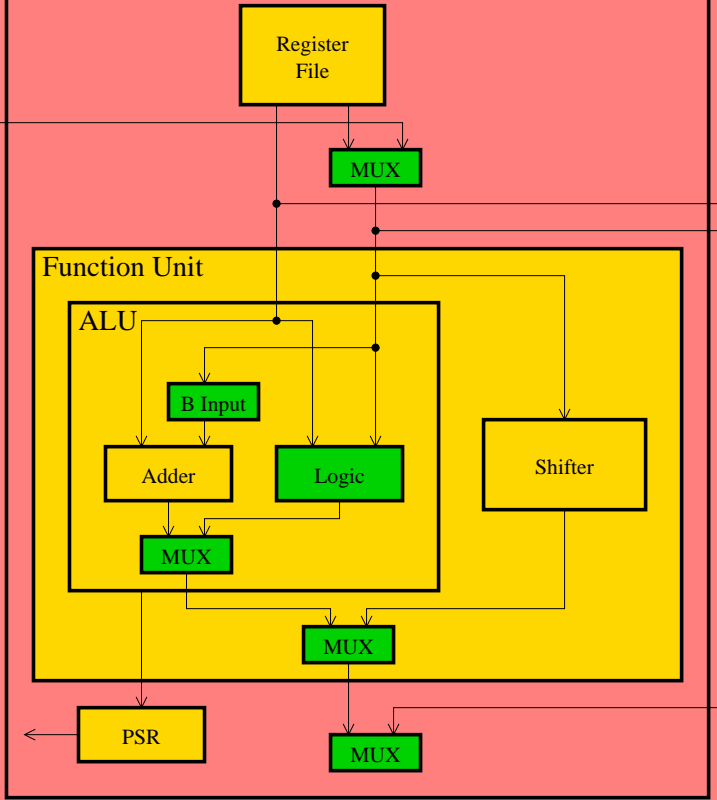 Register
File
MUX
Function Unit
ALU
B Input
Adder
Logic
Shifter
MUX
MUX
PSR
MUX